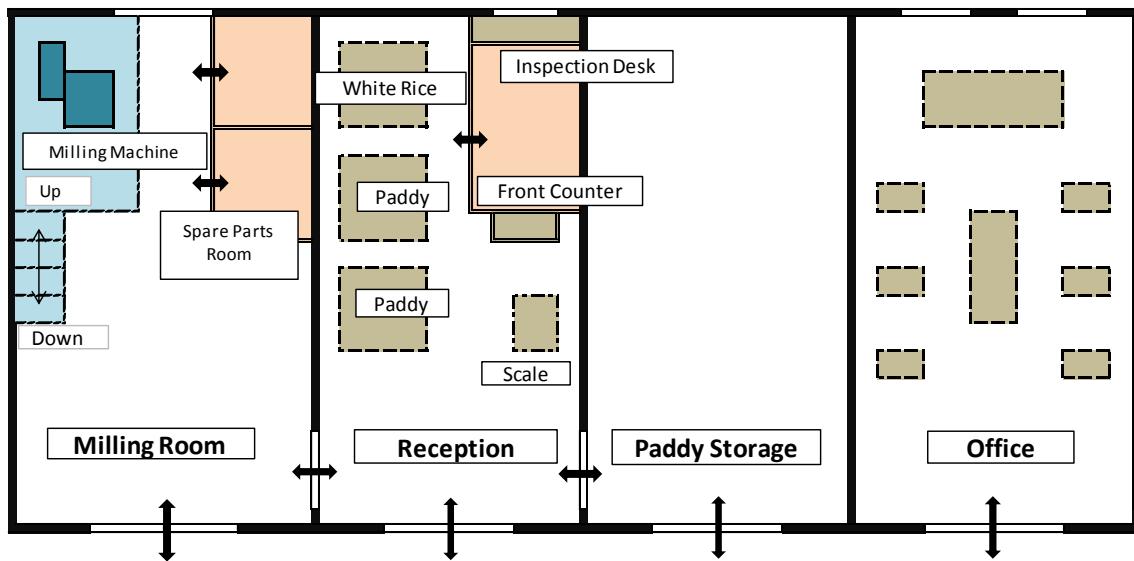 Inspection Desk
White Rice
Milling Machine
Up
Paddy
Front Counter
Spare Parts
Room
Paddy
Down
Scale
Milling Room
Reception
Paddy Storage
Office